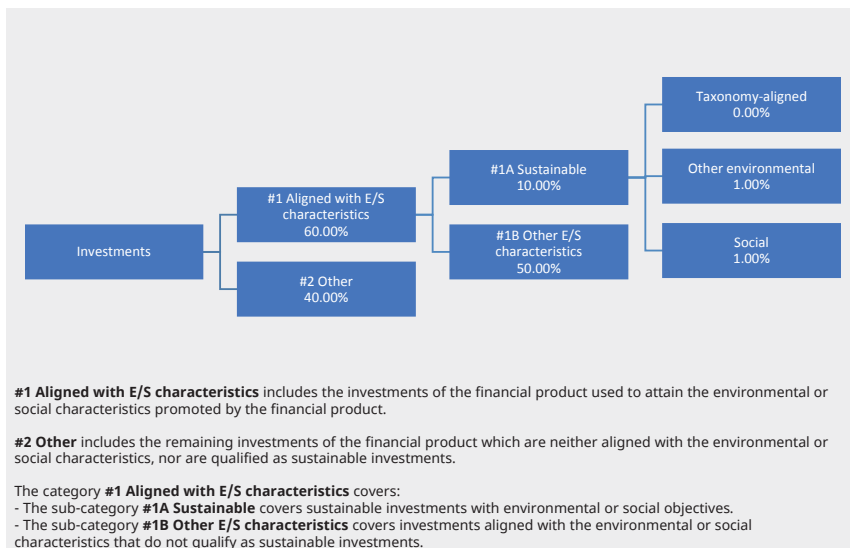 Investments
#1 Aligned with E/S
characteristics
60.00%
#2 Other
40.00%
#1A Sustainable
10.00%
#1B Other E/S
characteristics
50.00%
Taxonomy-aligned
0.00%
Other environmental
1.00%
Social
1.00%
#1 Aligned with E/S characteristics includes the investments of the financial product used to attain the environmental or
social characteristics promoted by the financial product.
#2 Other includes the remaining investments of the financial product which are neither aligned with the environmental or
social characteristics, nor are qualified as sustainable investments.
The category #1 Aligned with E/S characteristics covers:
- The sub-category #1A Sustainable covers sustainable investments with environmental or social objectives.
- The sub-category #1B Other E/S characteristics covers investments aligned with the environmental or social
characteristics that do not qualify as sustainable investments.